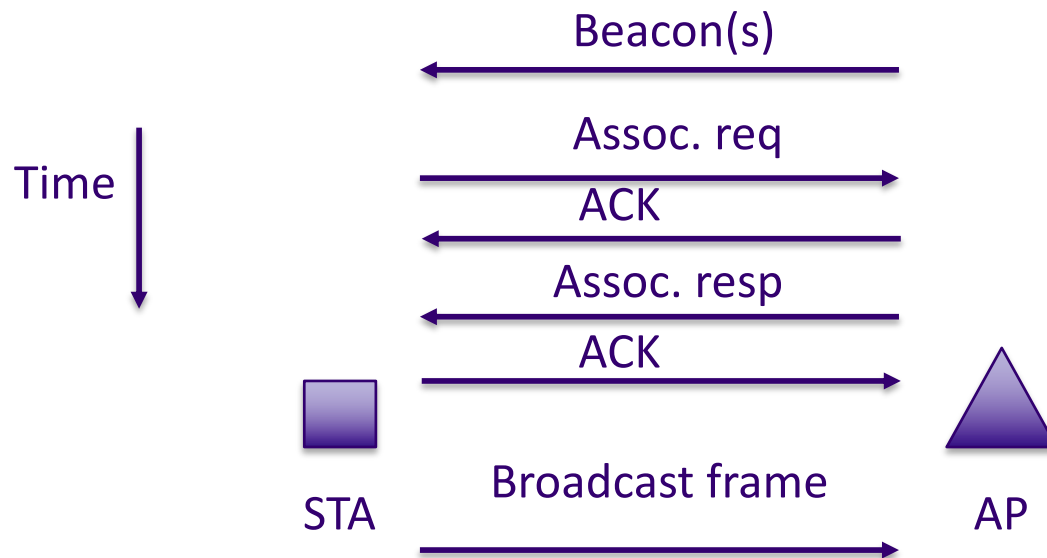 Beacon(s)
Assoc. req
Time
ACK
Assoc. resp
ACK
Broadcast frame
STA
AP